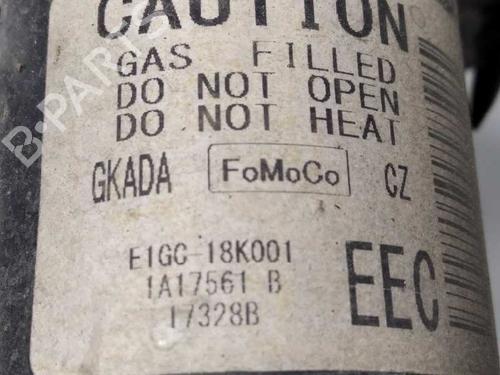 CAUTION
GAS FILLED
DO NOT OPEN
DO NOT HEAT
GKADA FoMoCo CZ
E1GC-18K001
1A17561 B
17328B
EEC
B-PARTS